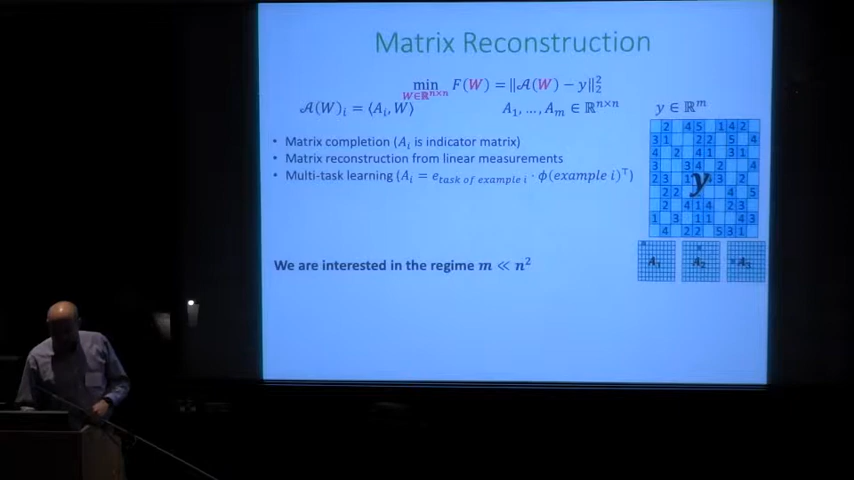 Matrix Reconstruction
min F(W) = ‖𝒜(W) − y‖₂²
W∈ℝⁿˣⁿ
𝒜(W)ᵢ = ⟨Aᵢ, W⟩ A₁, …, Aₘ ∈ ℝⁿˣⁿ y ∈ ℝᵐ
• Matrix completion (Aᵢ is indicator matrix)
• Matrix reconstruction from linear measurements
• Multi-task learning (Aᵢ = e_task of example i · ϕ(example i)ᵀ)
y
We are interested in the regime m ≪ n²
A₁ A₂ A₃